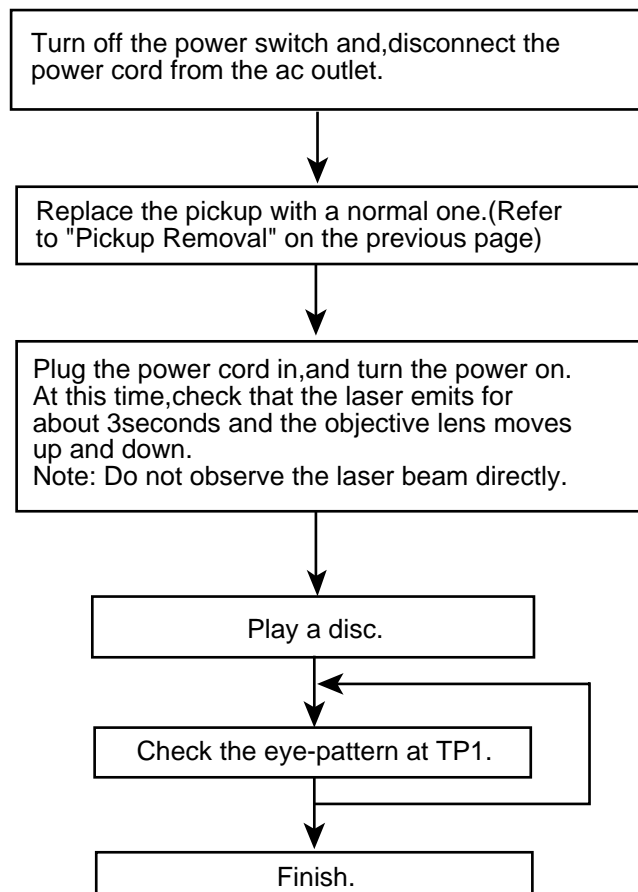 Turn off the power switch and,disconnect the
power cord from the ac outlet.
Replace the pickup with a normal one.(Refer
to "Pickup Removal" on the previous page)
Plug the power cord in,and turn the power on.
At this time,check that the laser emits for
about 3seconds and the objective lens moves
up and down.
Note: Do not observe the laser beam directly.
Play a disc.
Check the eye-pattern at TP1.
Finish.